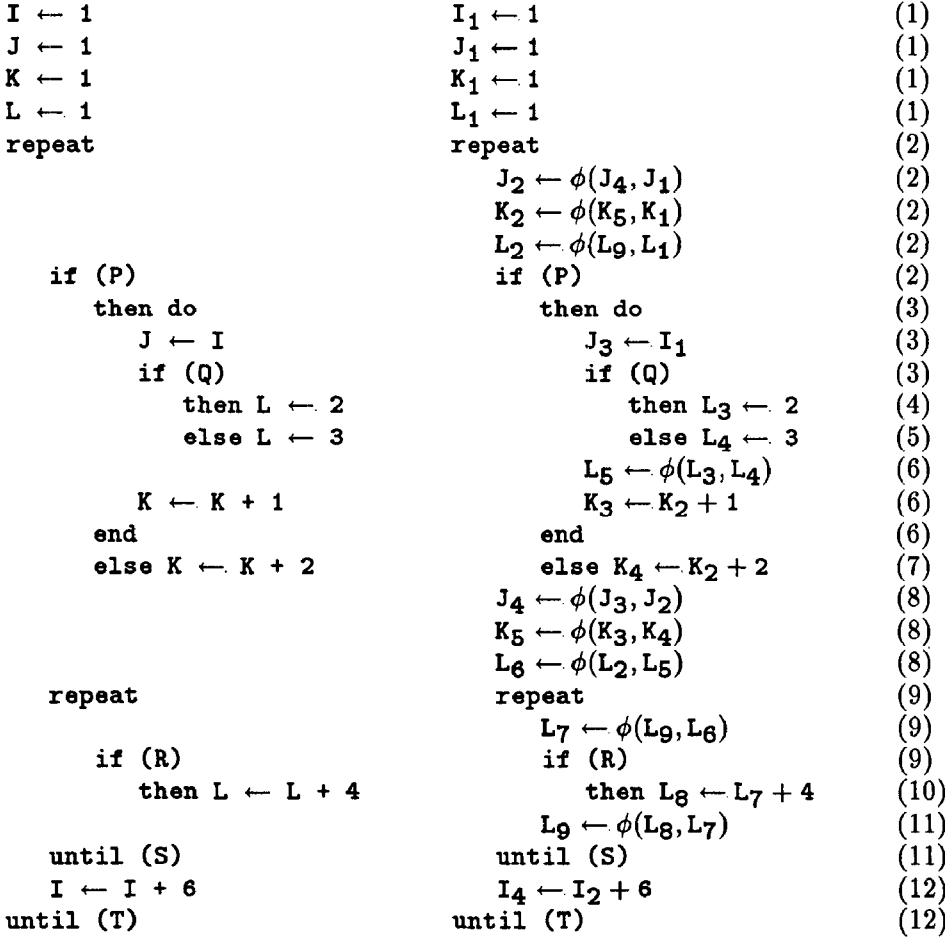 I ← 1 I₁ ← 1 (1)
J ← 1 J₁ ← 1 (1)
K ← 1 K₁ ← 1 (1)
L ← 1 L₁ ← 1 (1)
repeat repeat (2)
J₂ ← ϕ(J₄, J₁) (2)
K₂ ← ϕ(K₅, K₁) (2)
L₂ ← ϕ(L₉, L₁) (2)
if (P) if (P) (2)
then do then do (3)
J ← I J₃ ← I₁ (3)
if (Q) if (Q) (3)
then L ← 2 then L₃ ← 2 (4)
else L ← 3 else L₄ ← 3 (5)
L₅ ← ϕ(L₃, L₄) (6)
K ← K + 1 K₃ ← K₂ + 1 (6)
end end (6)
else K ← K + 2 else K₄ ← K₂ + 2 (7)
J₄ ← ϕ(J₃, J₂) (8)
K₅ ← ϕ(K₃, K₄) (8)
L₆ ← ϕ(L₂, L₅) (8)
repeat repeat (9)
L₇ ← ϕ(L₉, L₆) (9)
if (R) if (R) (9)
then L ← L + 4 then L₈ ← L₇ + 4 (10)
L₉ ← ϕ(L₈, L₇) (11)
until (S) until (S) (11)
I ← I + 6 I₄ ← I₂ + 6 (12)
until (T) until (T) (12)